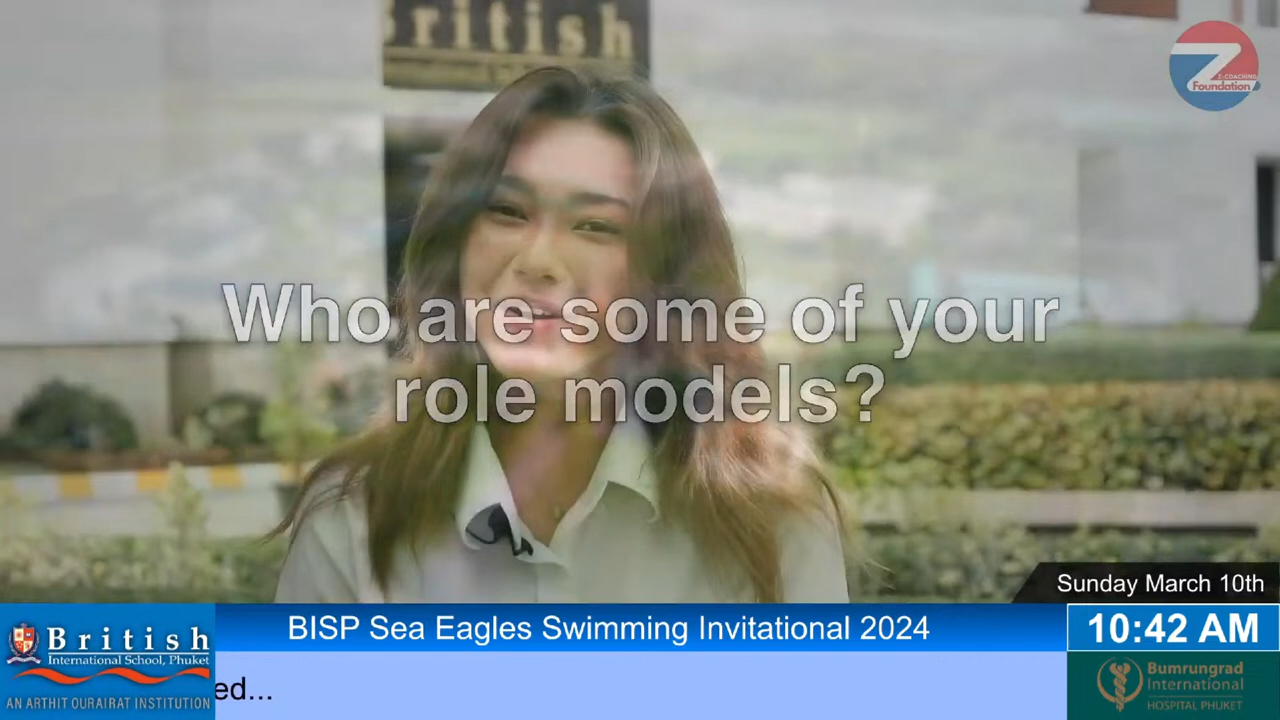 British
Z-COACHING
Foundation
Who are some of your
role models?
Sunday March 10th
British
International School, Phuket
AN ARTHIT OURAIRAT INSTITUTION
BISP Sea Eagles Swimming Invitational 2024
10:42 AM
ed...
Bumrungrad
International
HOSPITAL PHUKET